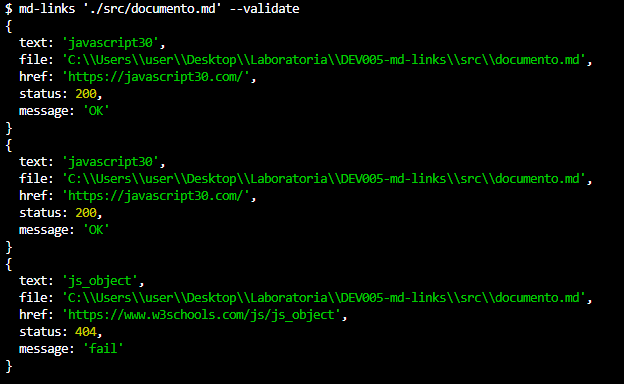 $ md-links './src/documento.md' --validate
{
  text: 'javascript30',
  file: 'C:\\Users\\user\\Desktop\\Laboratoria\\DEV005-md-links\\src\\documento.md',
  href: 'https://javascript30.com/',
  status: 200,
  message: 'OK'
}
{
  text: 'javascript30',
  file: 'C:\\Users\\user\\Desktop\\Laboratoria\\DEV005-md-links\\src\\documento.md',
  href: 'https://javascript30.com/',
  status: 200,
  message: 'OK'
}
{
  text: 'js_object',
  file: 'C:\\Users\\user\\Desktop\\Laboratoria\\DEV005-md-links\\src\\documento.md',
  href: 'https://www.w3schools.com/js/js_object',
  status: 404,
  message: 'fail'
}